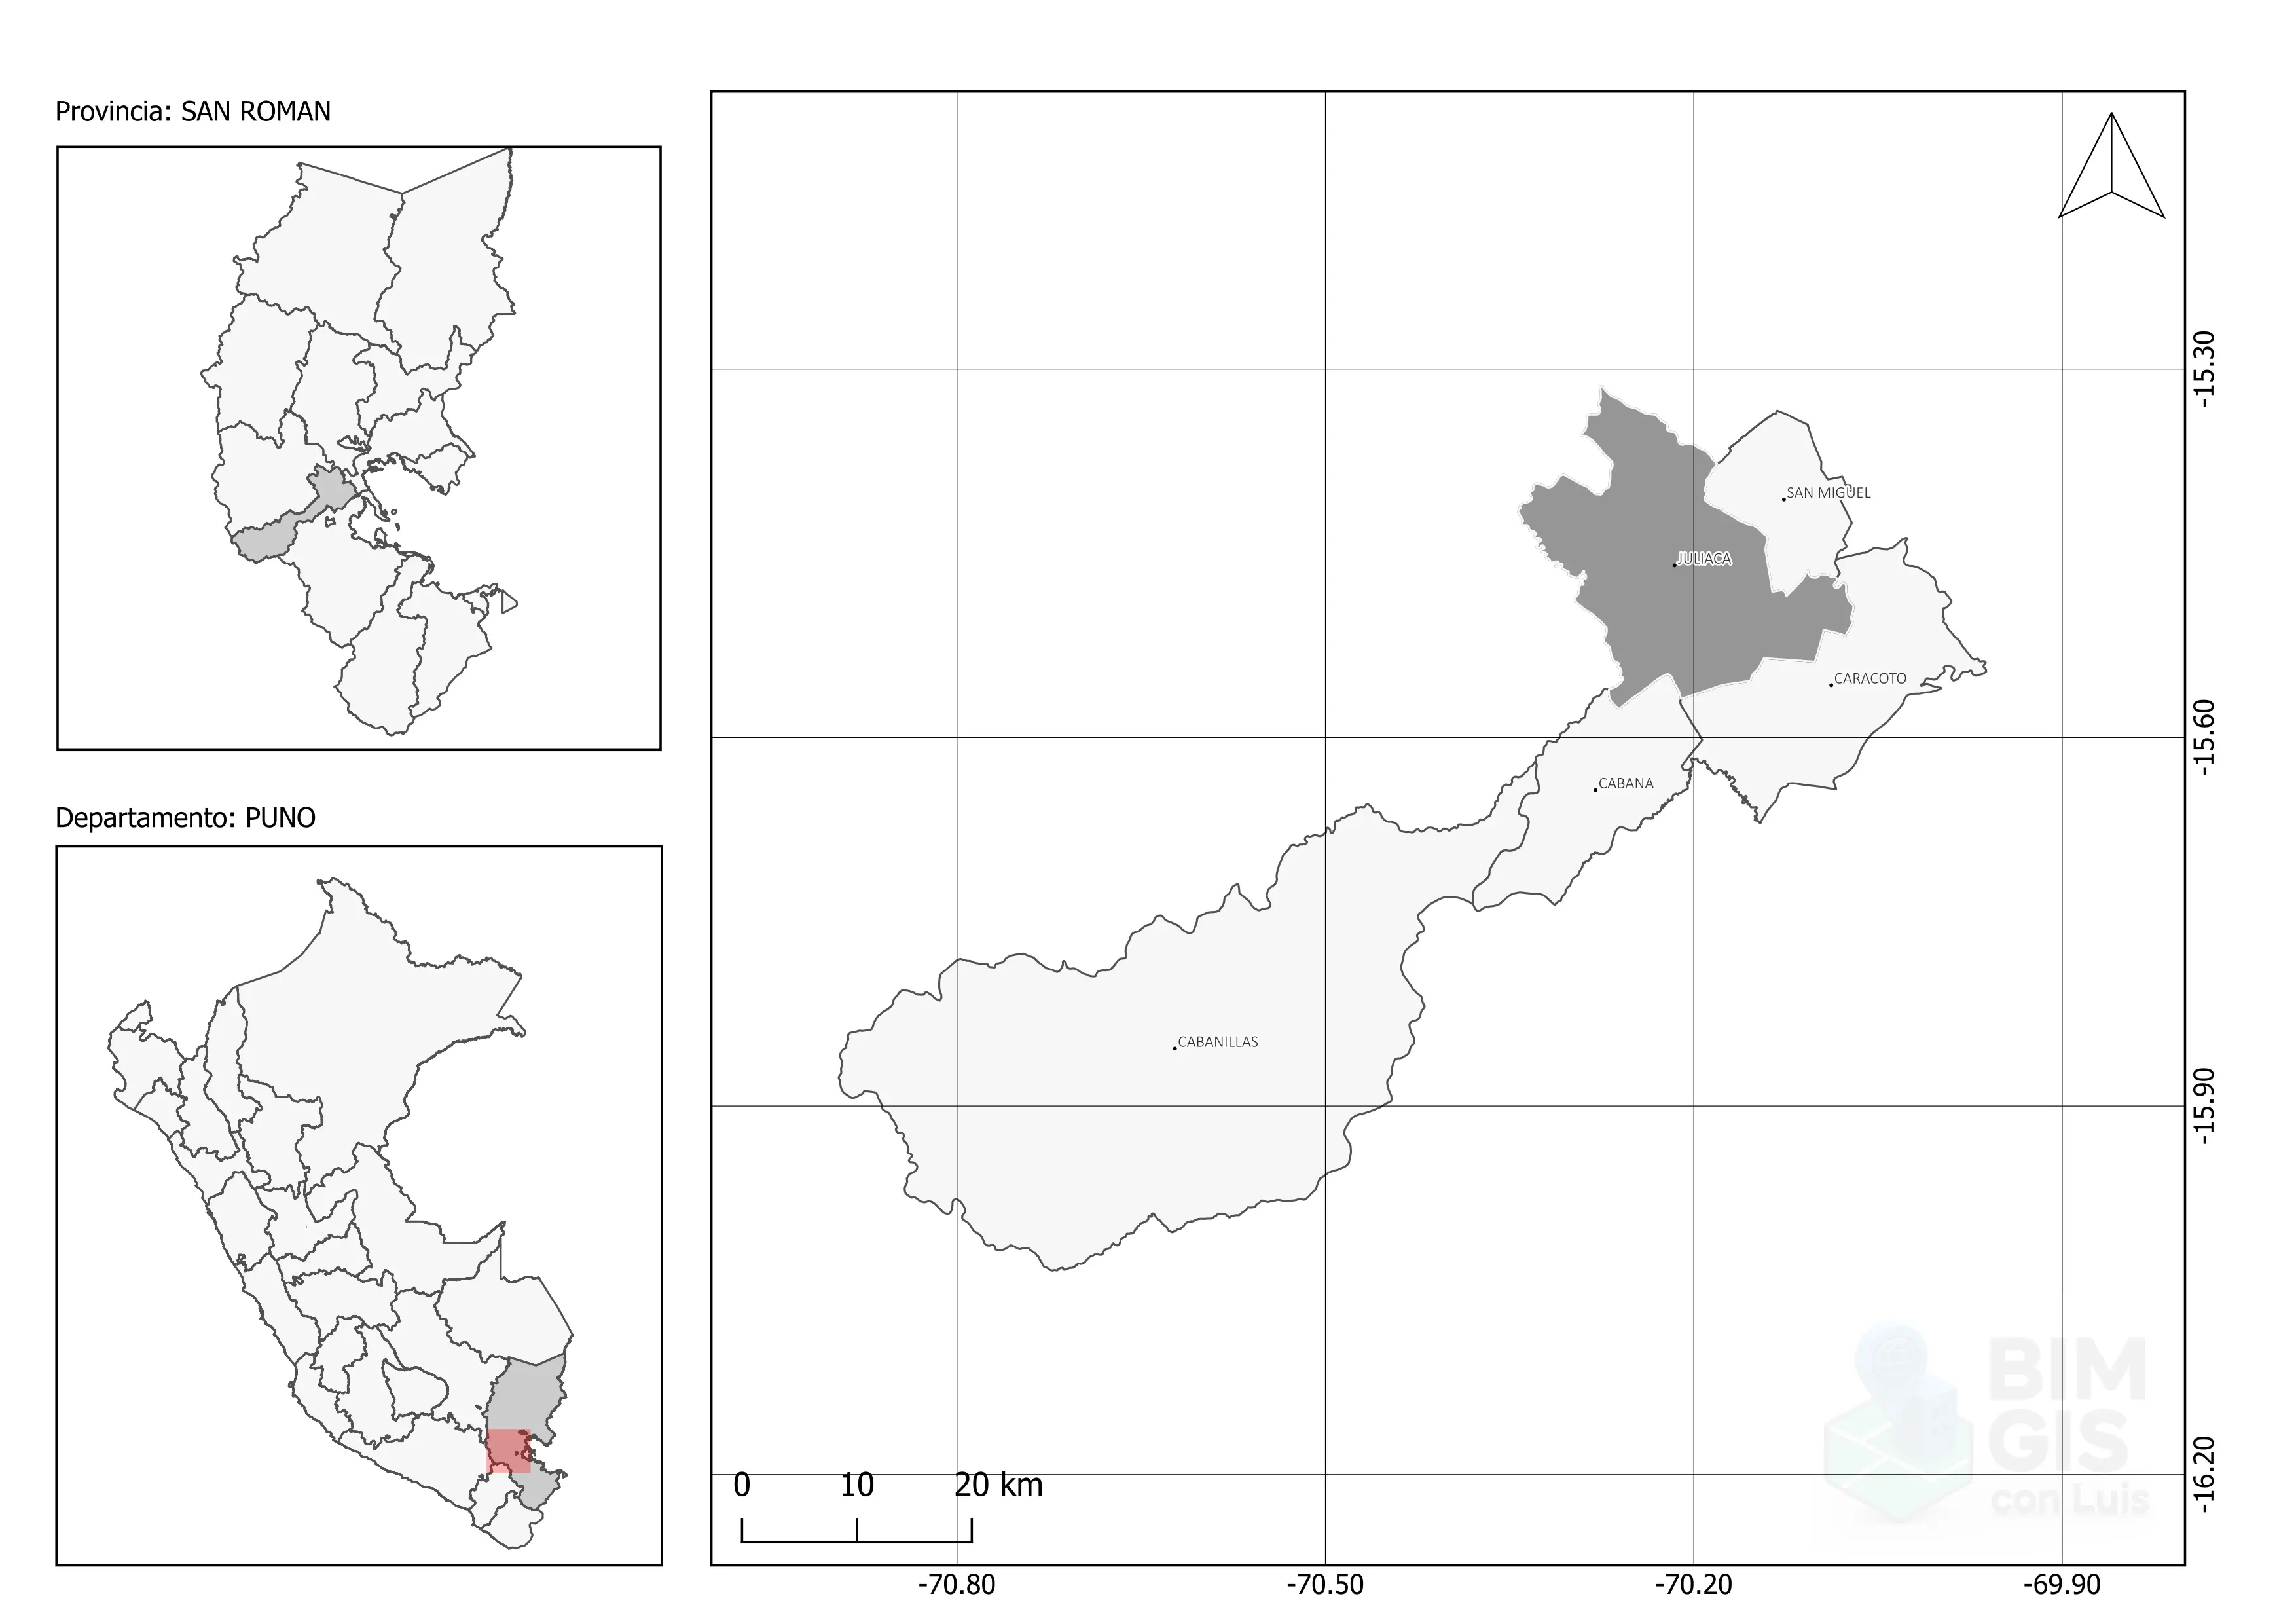 Provincia: SAN ROMAN
Departamento: PUNO
SAN MIGUEL
JULIACA
CARACOTO
CABANA
CABANILLAS
-15.30
-15.60
-15.90
-16.20
0 10 20 km
-70.80 -70.50 -70.20 -69.90
BIM
GIS
con Luis